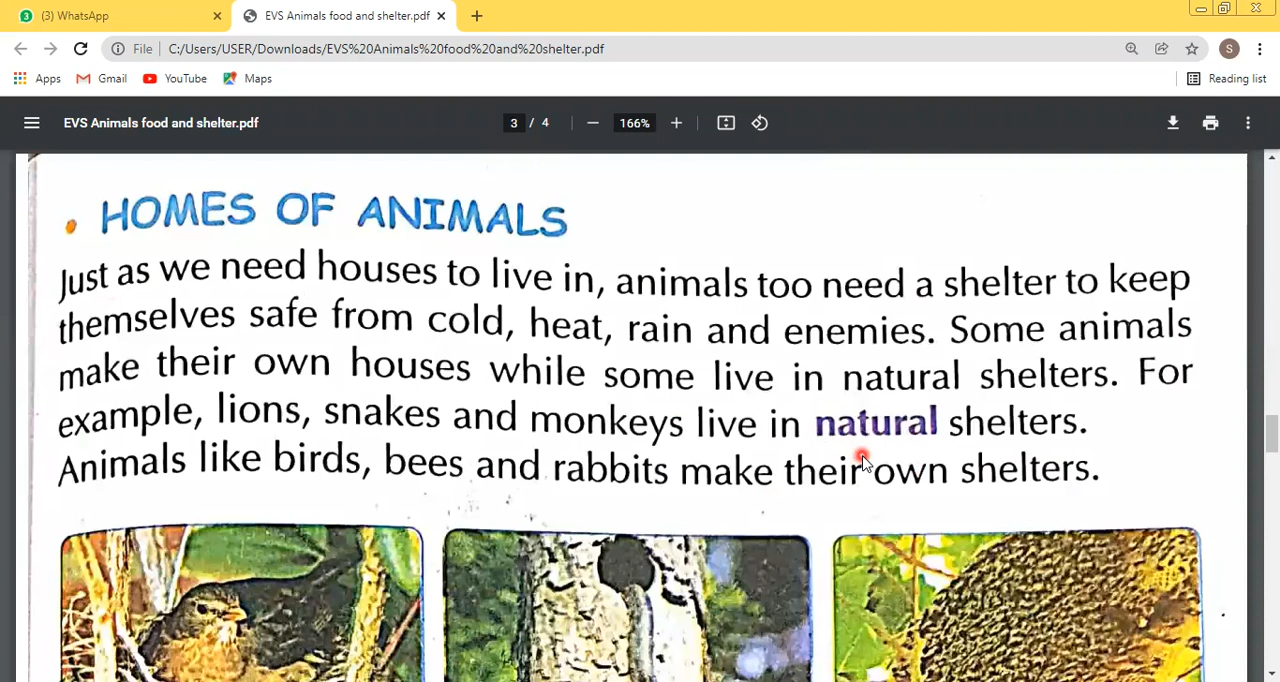 (3) WhatsApp
EVS Animals food and shelter.pdf
File
C:/Users/USER/Downloads/EVS%20Animals%20food%20and%20shelter.pdf
S
Apps
Gmail
YouTube
Maps
Reading list
EVS Animals food and shelter.pdf
3 / 4
166%
HOMES OF ANIMALS
Just as we need houses to live in, animals too need a shelter to keep
themselves safe from cold, heat, rain and enemies. Some animals
make their own houses while some live in natural shelters. For
example, lions, snakes and monkeys live in natural shelters.
Animals like birds, bees and rabbits make their own shelters.